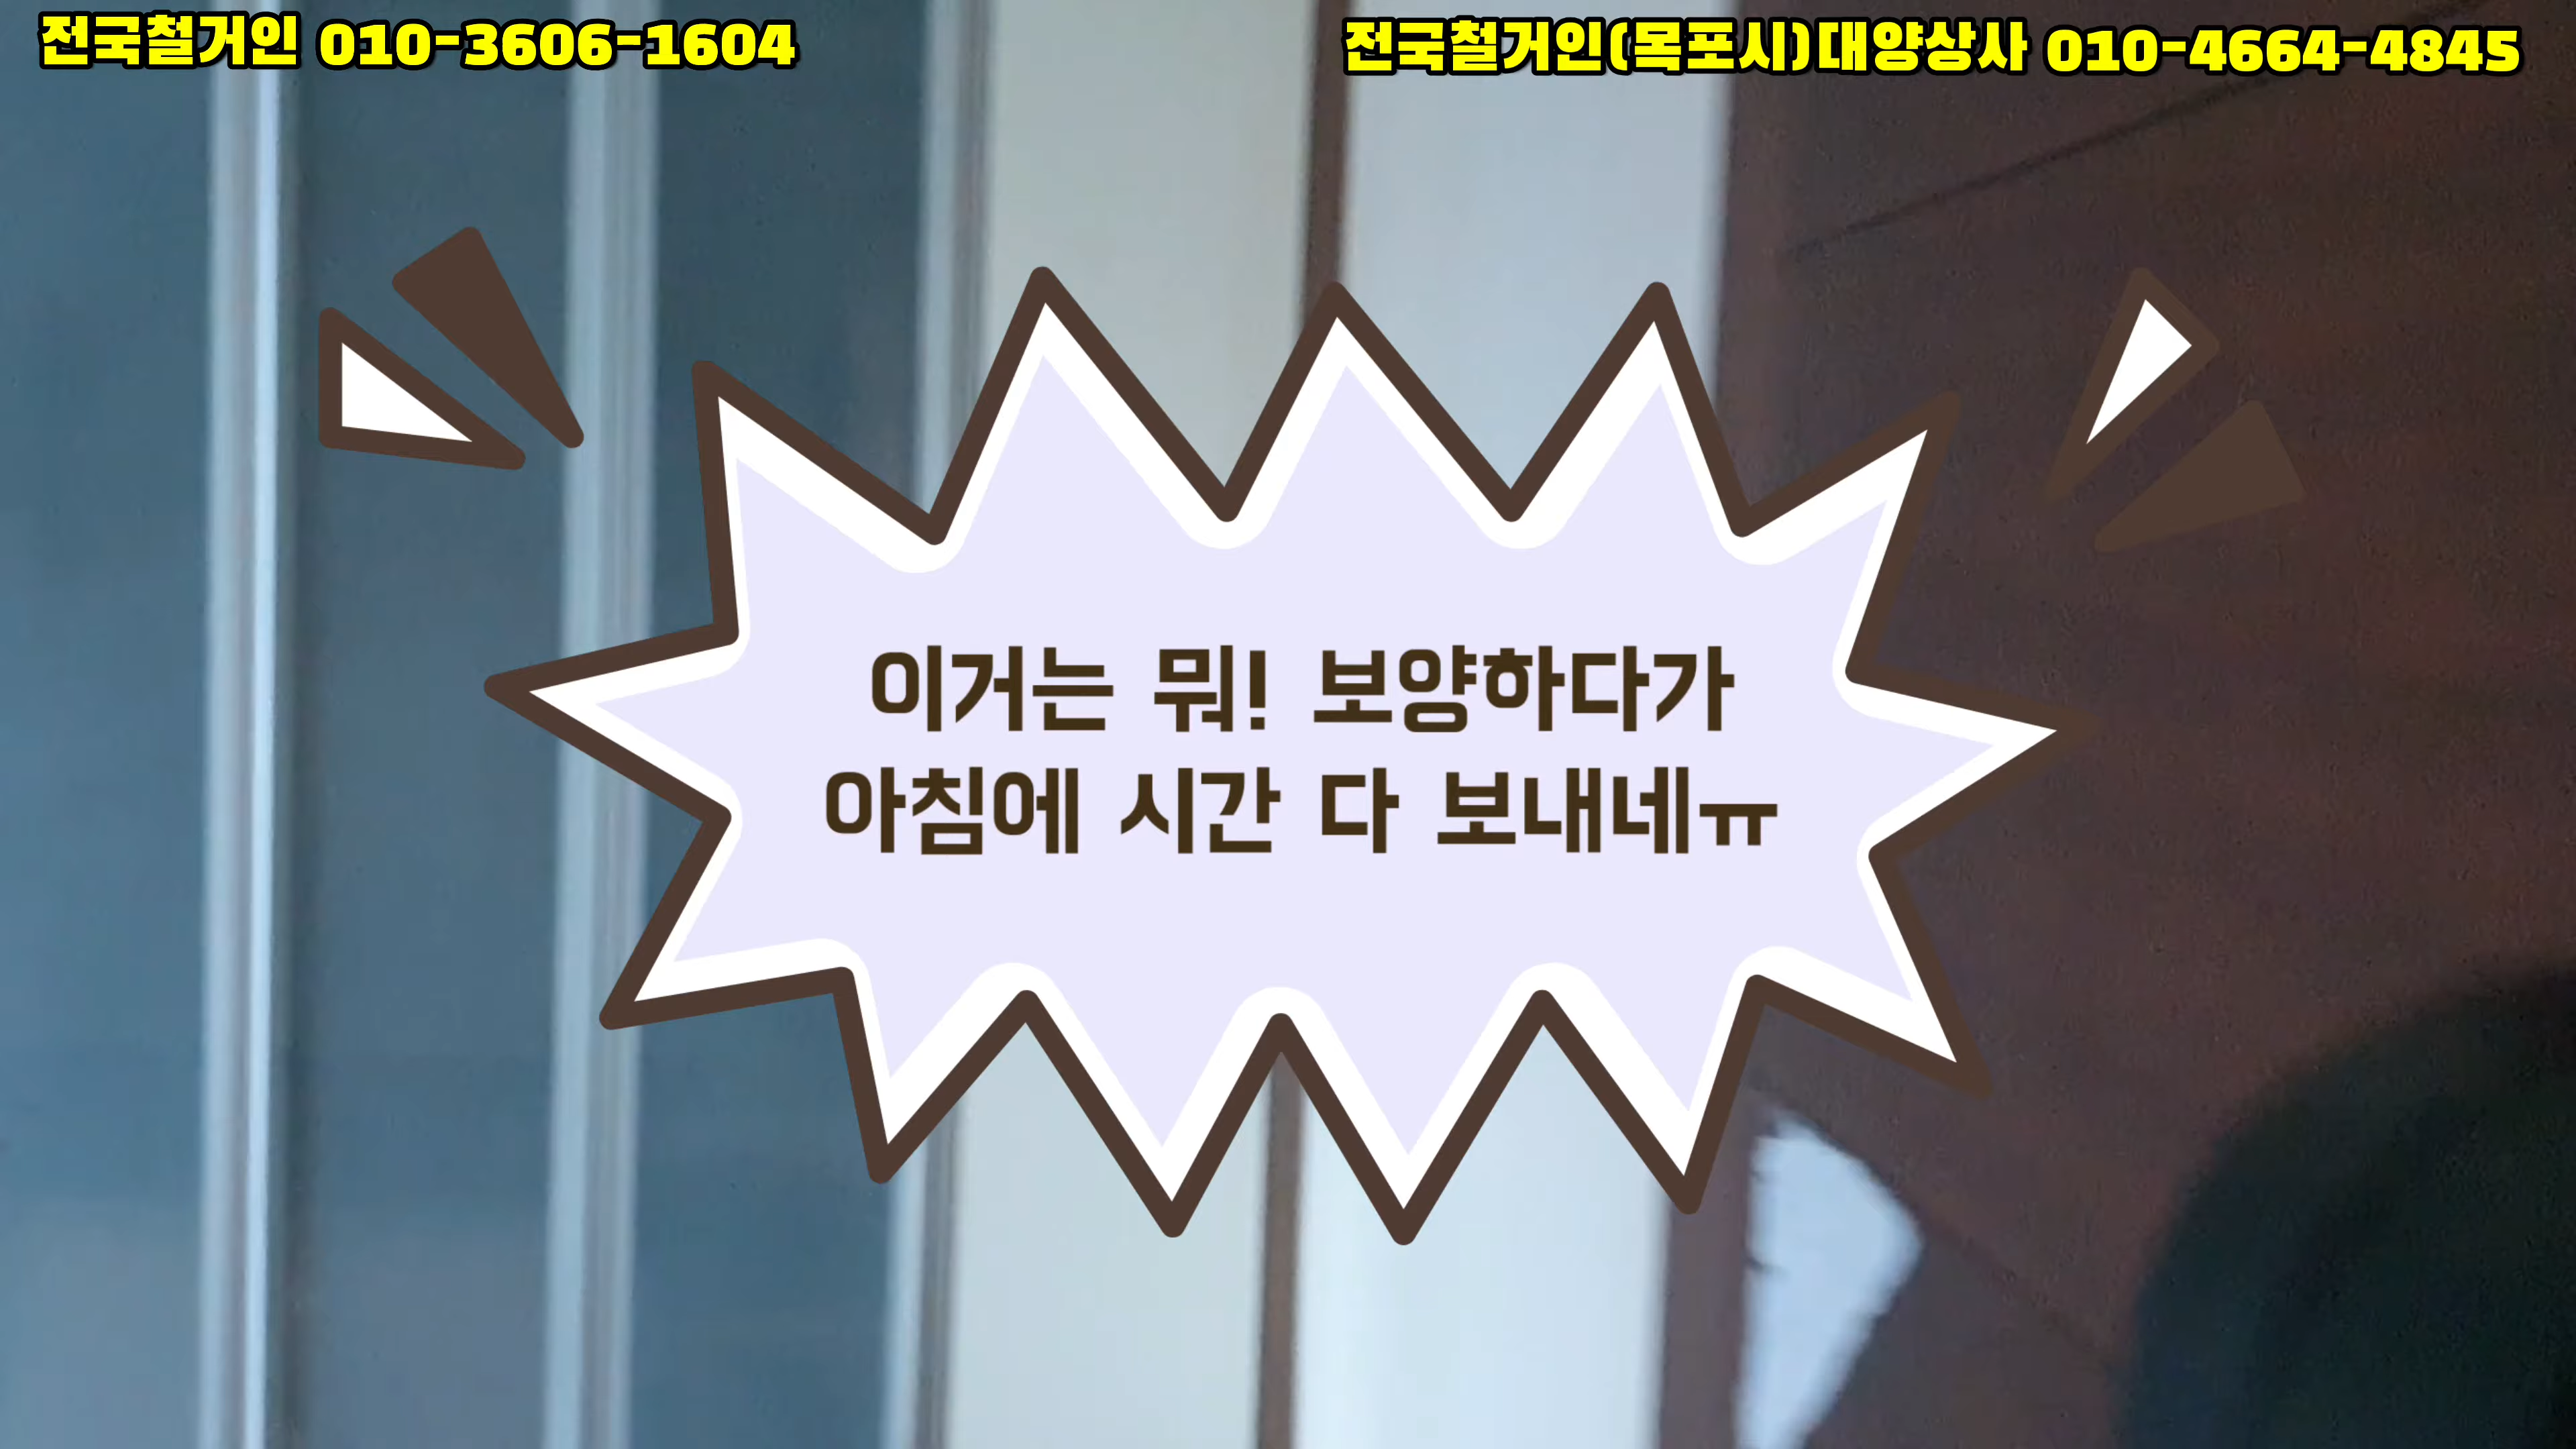 전국철거인 010-3606-1604
전국철거인(목포시)대양상사 010-4664-4845
이거는 뭐! 보양하다가
아침에 시간 다 보내네ㅠ